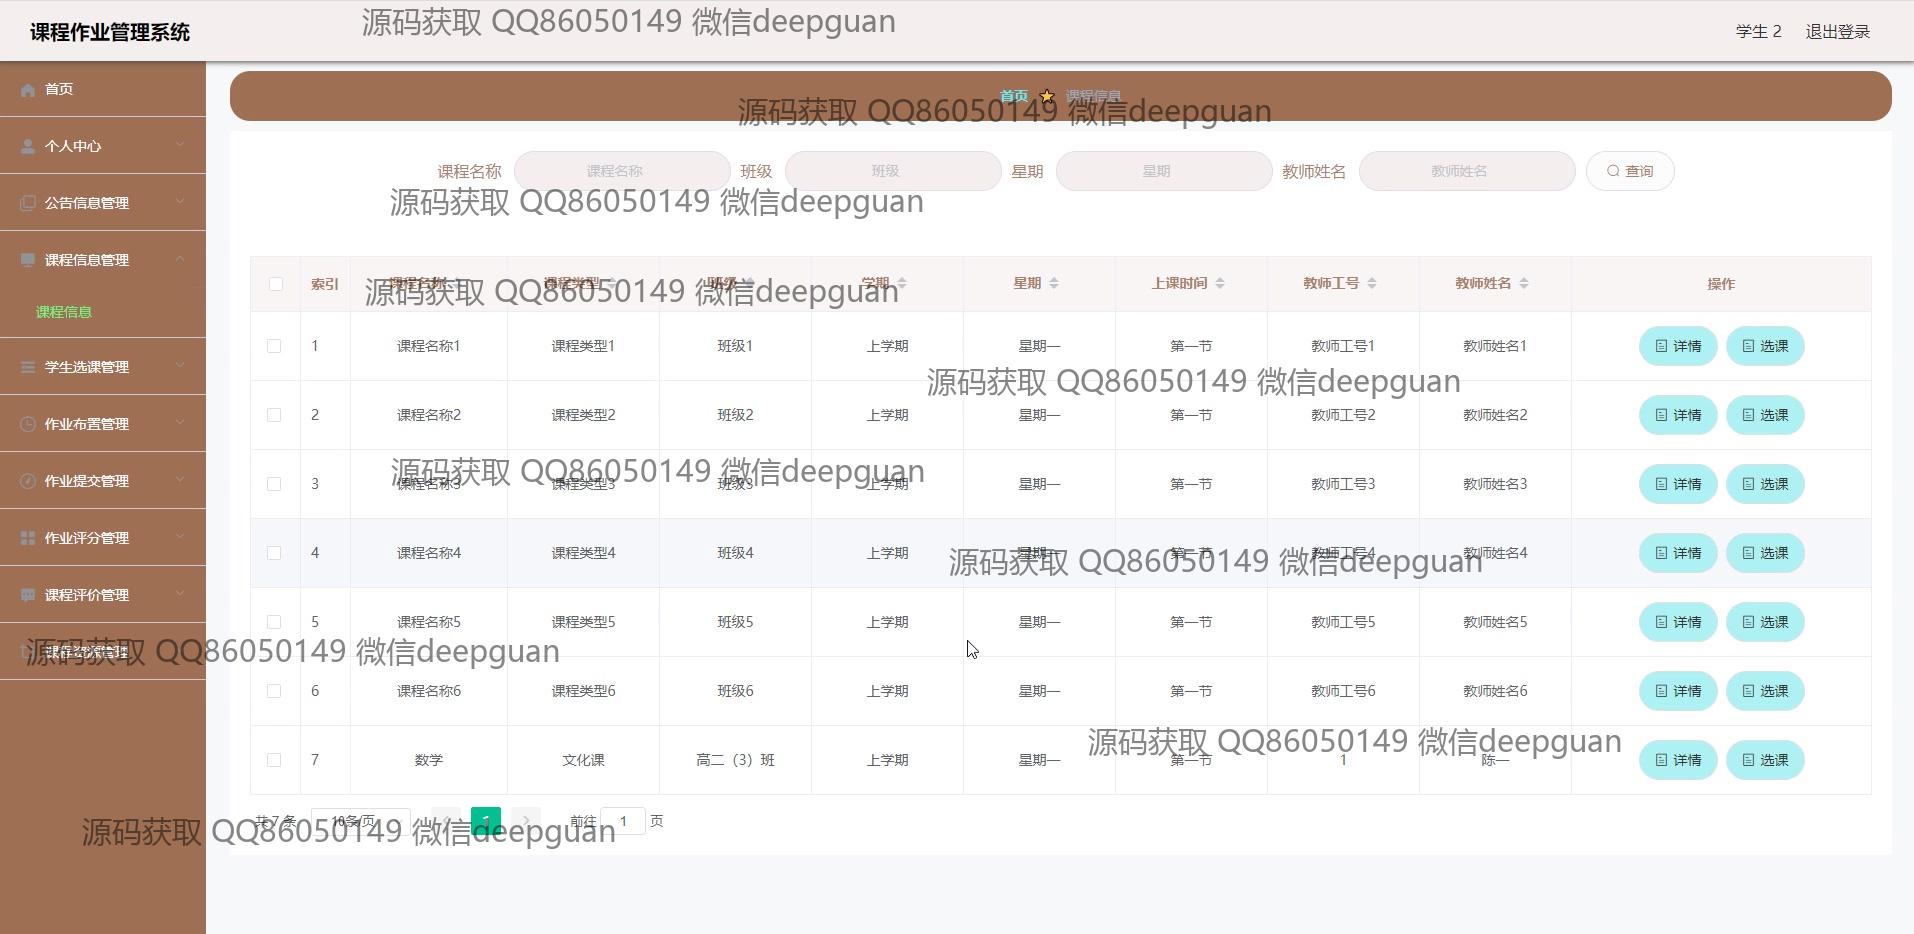 课程作业管理系统
源码获取 QQ86050149 微信deepguan
学生 2 退出登录
首页
首页 课程信息
源码获取 QQ86050149 微信deepguan
个人中心
课程名称 课程名称 班级 班级 星期 星期 教师姓名 教师姓名 查询
公告信息管理
源码获取 QQ86050149 微信deepguan
课程信息管理
课程信息
学生选课管理
作业布置管理
作业提交管理
作业评分管理
课程评价管理
课程资源管理
索引 课程名称 课程类型 班级 学期 星期 上课时间 教师工号 教师姓名 操作
源码获取 QQ86050149 微信deepguan
1 课程名称1 课程类型1 班级1 上学期 星期一 第一节 教师工号1 教师姓名1 详情 选课
源码获取 QQ86050149 微信deepguan
2 课程名称2 课程类型2 班级2 上学期 星期一 第一节 教师工号2 教师姓名2 详情 选课
源码获取 QQ86050149 微信deepguan
3 课程名称3 课程类型3 班级3 上学期 星期一 第一节 教师工号3 教师姓名3 详情 选课
4 课程名称4 课程类型4 班级4 上学期 星期一 第一节 教师工号4 教师姓名4 详情 选课
源码获取 QQ86050149 微信deepguan
5 课程名称5 课程类型5 班级5 上学期 星期一 第一节 教师工号5 教师姓名5 详情 选课
源码获取 QQ86050149 微信deepguan
6 课程名称6 课程类型6 班级6 上学期 星期一 第一节 教师工号6 教师姓名6 详情 选课
源码获取 QQ86050149 微信deepguan
7 数学 文化课 高二（3）班 上学期 星期一 第一节 1 陈一 详情 选课
共 7 条 10条/页 1 前往 1 页
源码获取 QQ86050149 微信deepguan